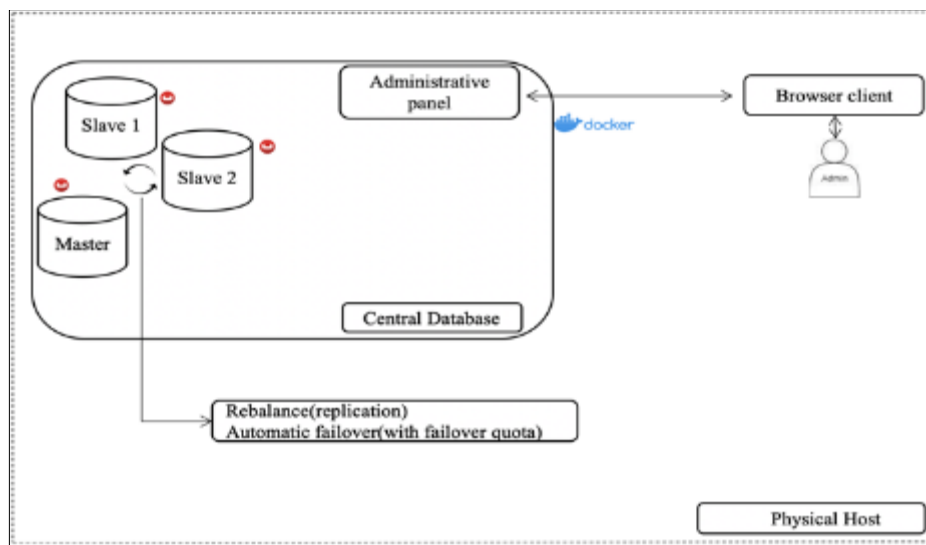 Administrative
panel
Browser client
Slave 1
docker
Slave 2
Admin
Master
Central Database
Rebalance(replication)
Automatic failover(with failover quota)
Physical Host